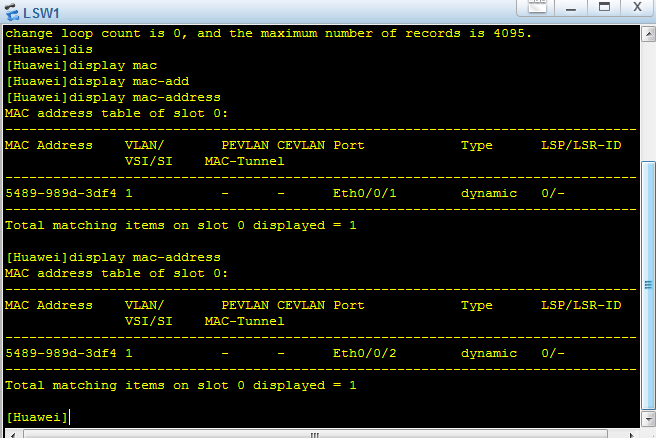 LSW1
change loop count is 0, and the maximum number of records is 4095.
[Huawei]dis
[Huawei]display mac
[Huawei]display mac-add
[Huawei]display mac-address
MAC address table of slot 0:
-------------------------------------------------------------------------------
MAC Address    VLAN/       PEVLAN CEVLAN Port            Type      LSP/LSR-ID
               VSI/SI    MAC-Tunnel
-------------------------------------------------------------------------------
5489-989d-3df4 1           -      -      Eth0/0/1        dynamic   0/-
-------------------------------------------------------------------------------
Total matching items on slot 0 displayed = 1
[Huawei]display mac-address
MAC address table of slot 0:
-------------------------------------------------------------------------------
MAC Address    VLAN/       PEVLAN CEVLAN Port            Type      LSP/LSR-ID
               VSI/SI    MAC-Tunnel
-------------------------------------------------------------------------------
5489-989d-3df4 1           -      -      Eth0/0/2        dynamic   0/-
-------------------------------------------------------------------------------
Total matching items on slot 0 displayed = 1
[Huawei]